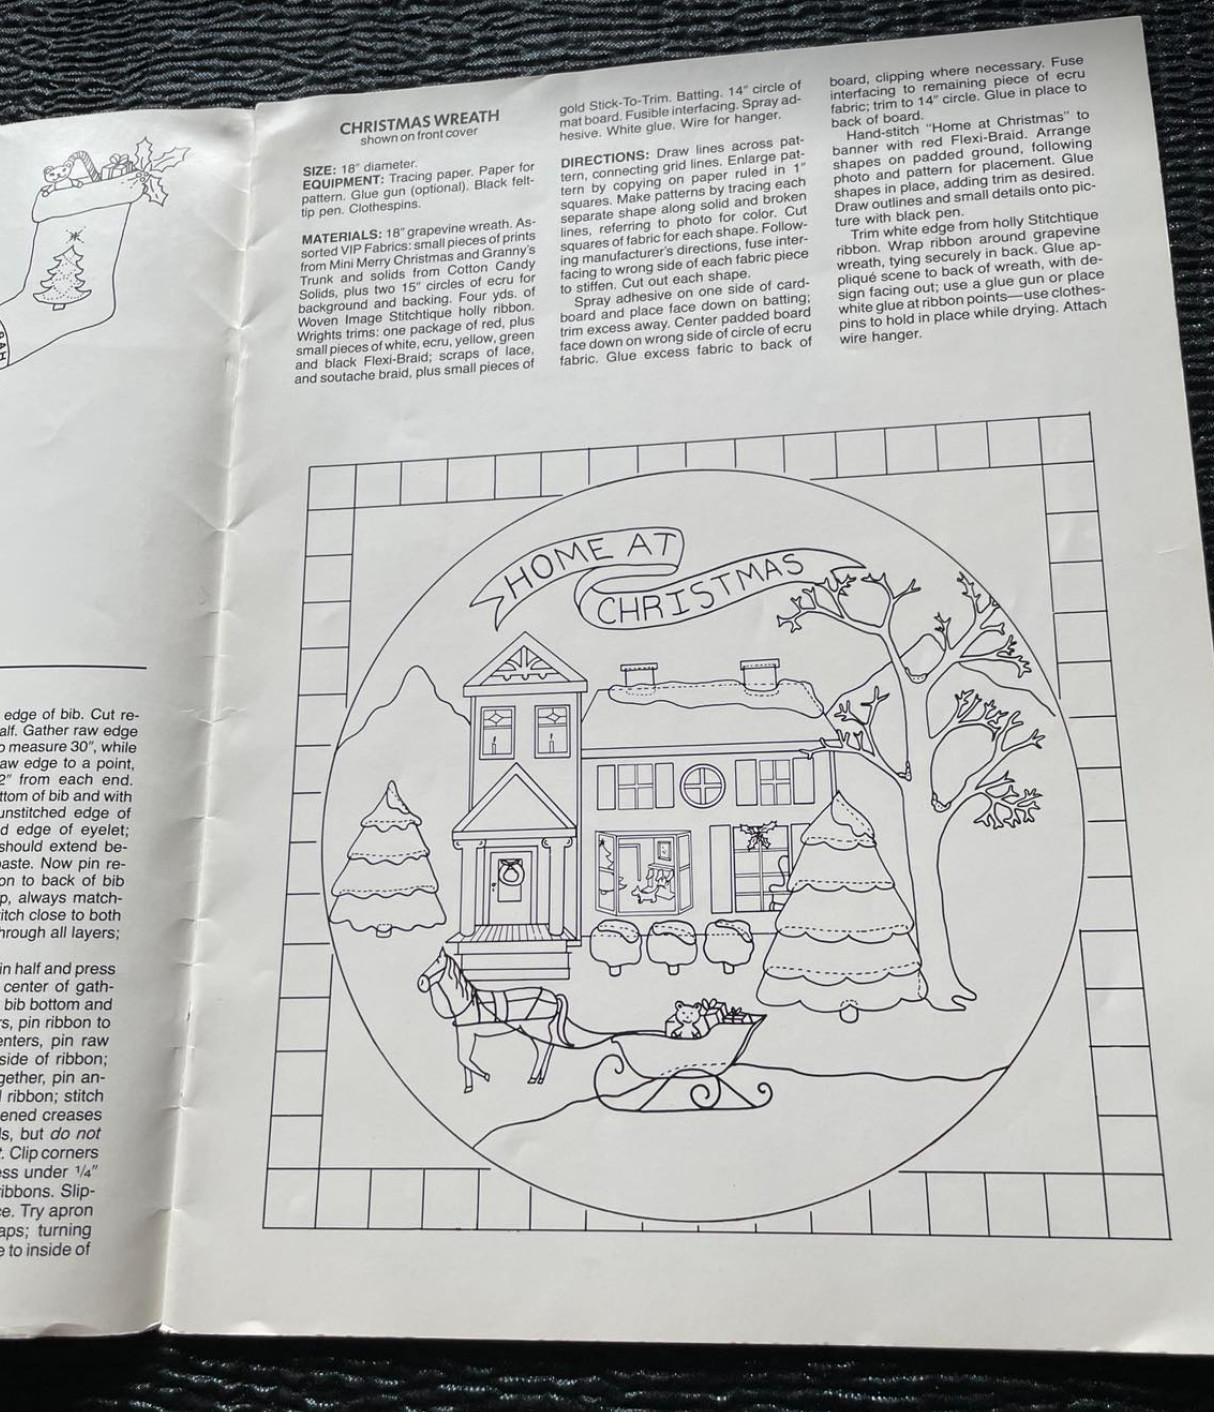 RAH
edge of bib. Cut re-
alf. Gather raw edge
o measure 30", while
aw edge to a point,
2" from each end.
ttom of bib and with
unstitched edge of
d edge of eyelet;
should extend be-
aste. Now pin re-
on to back of bib
p, always match-
itch close to both
hrough all layers;
in half and press
center of gath-
bib bottom and
rs, pin ribbon to
enters, pin raw
side of ribbon;
gether, pin an-
ribbon; stitch
ened creases
ls, but do not
. Clip corners
ess under 1/4"
ibbons. Slip-
ce. Try apron
aps; turning
e to inside of
CHRISTMAS WREATH
shown on front cover
SIZE: 18" diameter.
EQUIPMENT: Tracing paper. Paper for
pattern. Glue gun (optional). Black felt-
tip pen. Clothespins.
MATERIALS: 18" grapevine wreath. As-
sorted VIP Fabrics: small pieces of prints
from Mini Merry Christmas and Granny's
Trunk and solids from Cotton Candy
Solids, plus two 15" circles of ecru for
background and backing. Four yds. of
Woven Image Stitchtique holly ribbon.
Wrights trims: one package of red, plus
small pieces of white, ecru, yellow, green
and black Flexi-Braid; scraps of lace,
and soutache braid, plus small pieces of
gold Stick-To-Trim. Batting. 14" circle of
mat board. Fusible interfacing. Spray ad-
hesive. White glue. Wire for hanger.
DIRECTIONS: Draw lines across pat-
tern, connecting grid lines. Enlarge pat-
tern by copying on paper ruled in 1"
squares. Make patterns by tracing each
separate shape along solid and broken
lines, referring to photo for color. Cut
squares of fabric for each shape. Follow-
ing manufacturer's directions, fuse inter-
facing to wrong side of each fabric piece
to stiffen. Cut out each shape.
Spray adhesive on one side of card-
board and place face down on batting;
trim excess away. Center padded board
face down on wrong side of circle of ecru
fabric. Glue excess fabric to back of
board, clipping where necessary. Fuse
interfacing to remaining piece of ecru
fabric; trim to 14" circle. Glue in place to
back of board.
Hand-stitch "Home at Christmas" to
banner with red Flexi-Braid. Arrange
shapes on padded ground, following
photo and pattern for placement. Glue
shapes in place, adding trim as desired.
Draw outlines and small details onto pic-
ture with black pen.
Trim white edge from holly Stitchtique
ribbon. Wrap ribbon around grapevine
wreath, tying securely in back. Glue ap-
pliqué scene to back of wreath, with de-
sign facing out; use a glue gun or place
white glue at ribbon points—use clothes-
pins to hold in place while drying. Attach
wire hanger.
HOME AT
CHRISTMAS